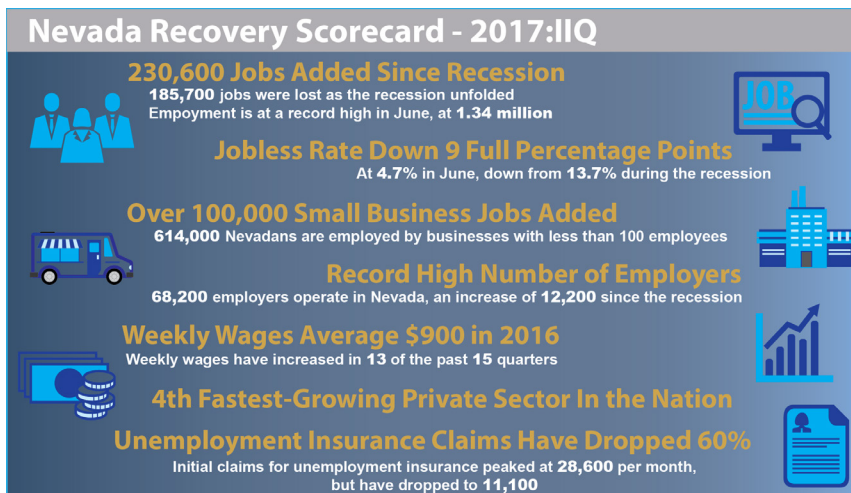 Nevada Recovery Scorecard - 2017:IIQ
230,600 Jobs Added Since Recession
185,700 jobs were lost as the recession unfolded
Empoyment is at a record high in June, at 1.34 million
JOB
Jobless Rate Down 9 Full Percentage Points
At 4.7% in June, down from 13.7% during the recession
Over 100,000 Small Business Jobs Added
614,000 Nevadans are employed by businesses with less than 100 employees
Record High Number of Employers
68,200 employers operate in Nevada, an increase of 12,200 since the recession
Weekly Wages Average $900 in 2016
Weekly wages have increased in 13 of the past 15 quarters
4th Fastest-Growing Private Sector In the Nation
Unemployment Insurance Claims Have Dropped 60%
Initial claims for unemployment insurance peaked at 28,600 per month,
but have dropped to 11,100